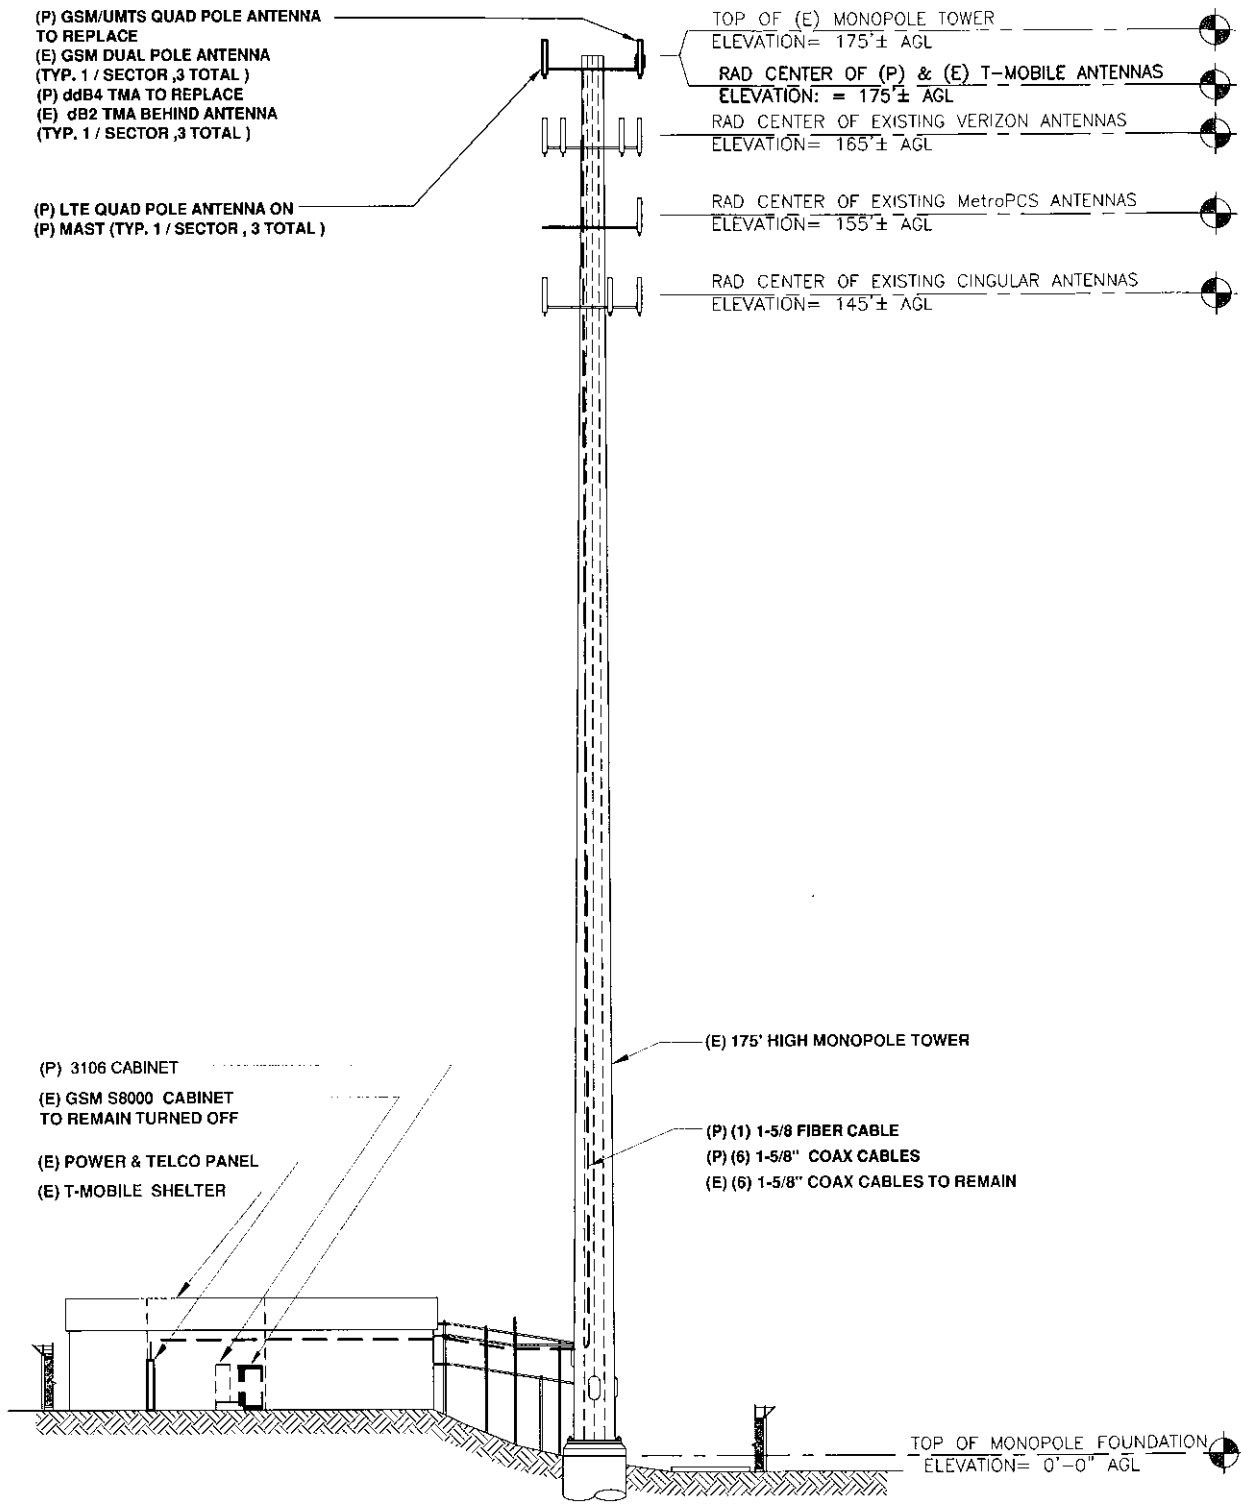 (P) GSM/UMTS QUAD POLE ANTENNA
TO REPLACE
(E) GSM DUAL POLE ANTENNA
(TYP. 1 / SECTOR ,3 TOTAL )
(P) ddB4 TMA TO REPLACE
(E) dB2 TMA BEHIND ANTENNA
(TYP. 1 / SECTOR ,3 TOTAL )
(P) LTE QUAD POLE ANTENNA ON
(P) MAST (TYP. 1 / SECTOR , 3 TOTAL )
TOP OF (E) MONOPOLE TOWER
ELEVATION= 175'± AGL
RAD CENTER OF (P) & (E) T-MOBILE ANTENNAS
ELEVATION: = 175'± AGL
RAD CENTER OF EXISTING VERIZON ANTENNAS
ELEVATION= 165'± AGL
RAD CENTER OF EXISTING MetroPCS ANTENNAS
ELEVATION= 155'± AGL
RAD CENTER OF EXISTING CINGULAR ANTENNAS
ELEVATION= 145'± AGL
(E) 175' HIGH MONOPOLE TOWER
(P) 3106 CABINET
(E) GSM S8000 CABINET
TO REMAIN TURNED OFF
(E) POWER & TELCO PANEL
(E) T-MOBILE SHELTER
(P) (1) 1-5/8 FIBER CABLE
(P) (6) 1-5/8" COAX CABLES
(E) (6) 1-5/8" COAX CABLES TO REMAIN
TOP OF MONOPOLE FOUNDATION
ELEVATION= 0'-0" AGL